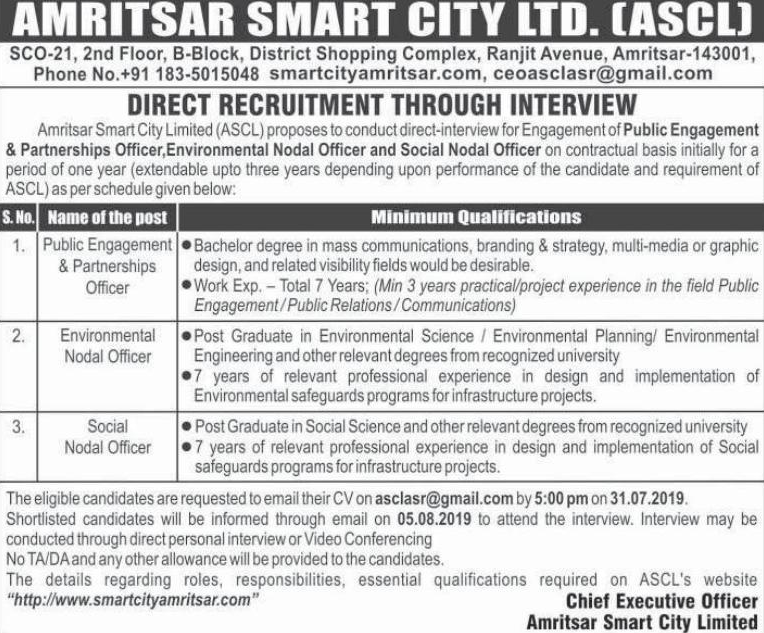 AMRITSAR SMART CITY LTD. (ASCL)
SCO-21, 2nd Floor, B-Block, District Shopping Complex, Ranjit Avenue, Amritsar-143001,
Phone No.+91 183-5015048 smartcityamritsar.com, ceoasclasr@gmail.com
DIRECT RECRUITMENT THROUGH INTERVIEW
Amritsar Smart City Limited (ASCL) proposes to conduct direct-interview for Engagement of Public Engagement
& Partnerships Officer,Environmental Nodal Officer and Social Nodal Officer on contractual basis initially for a
period of one year (extendable upto three years depending upon performance of the candidate and requirement of
ASCL) as per schedule given below:
S. No. Name of the post Minimum Qualifications
1. Public Engagement
& Partnerships
Officer
● Bachelor degree in mass communications, branding & strategy, multi-media or graphic
design, and related visibility fields would be desirable.
● Work Exp. – Total 7 Years; (Min 3 years practical/project experience in the field Public
Engagement / Public Relations / Communications)
2. Environmental
Nodal Officer
● Post Graduate in Environmental Science / Environmental Planning/ Environmental
Engineering and other relevant degrees from recognized university
● 7 years of relevant professional experience in design and implementation of
Environmental safeguards programs for infrastructure projects.
3. Social
Nodal Officer
● Post Graduate in Social Science and other relevant degrees from recognized university
● 7 years of relevant professional experience in design and implementation of Social
safeguards programs for infrastructure projects.
The eligible candidates are requested to email their CV on asclasr@gmail.com by 5:00 pm on 31.07.2019.
Shortlisted candidates will be informed through email on 05.08.2019 to attend the interview. Interview may be
conducted through direct personal interview or Video Conferencing
No TA/DA and any other allowance will be provided to the candidates.
The details regarding roles, responsibilities, essential qualifications required on ASCL's website
“http://www.smartcityamritsar.com”
Chief Executive Officer
Amritsar Smart City Limited